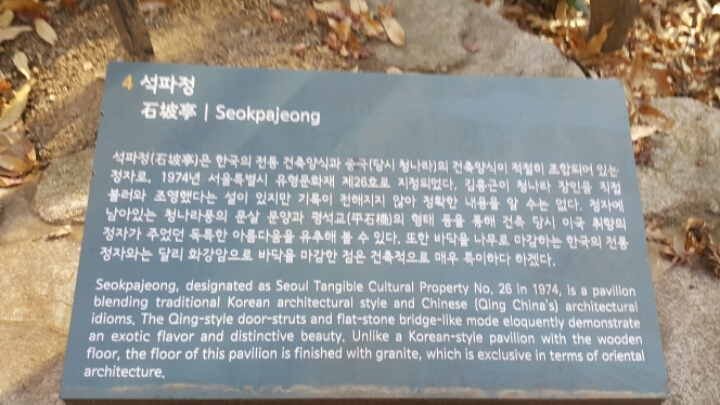 4 석파정
石坡亭 | Seokpajeong
석파정(石坡亭)은 한국의 전통 건축양식과 중국(당시 청나라)의 건축양식이 적절히 조합되어 있는
정자로, 1974년 서울특별시 유형문화재 제26호로 지정되었다. 김흥근이 청나라 장인을 직접
불러와 조영했다는 설이 있지만 기록이 전해지지 않아 정확한 내용을 알 수는 없다. 정자에
남아있는 청나라풍의 문살 문양과 평석교(平石橋)의 형태 등을 통해 건축 당시 이국 취향의
정자가 주었던 독특한 아름다움을 유추해 볼 수 있다. 또한 바닥을 나무로 마감하는 한국의 전통
정자와는 달리 화강암으로 바닥을 마감한 점은 건축적으로 매우 특이하다 하겠다.
Seokpajeong, designated as Seoul Tangible Cultural Property No. 26 in 1974, is a pavilion
blending traditional Korean architectural style and Chinese (Qing China's) architectural
idioms. The Qing-style door-struts and flat-stone bridge-like mode eloquently demonstrate
an exotic flavor and distinctive beauty. Unlike a Korean-style pavilion with the wooden
floor, the floor of this pavilion is finished with granite, which is exclusive in terms of oriental
architecture.